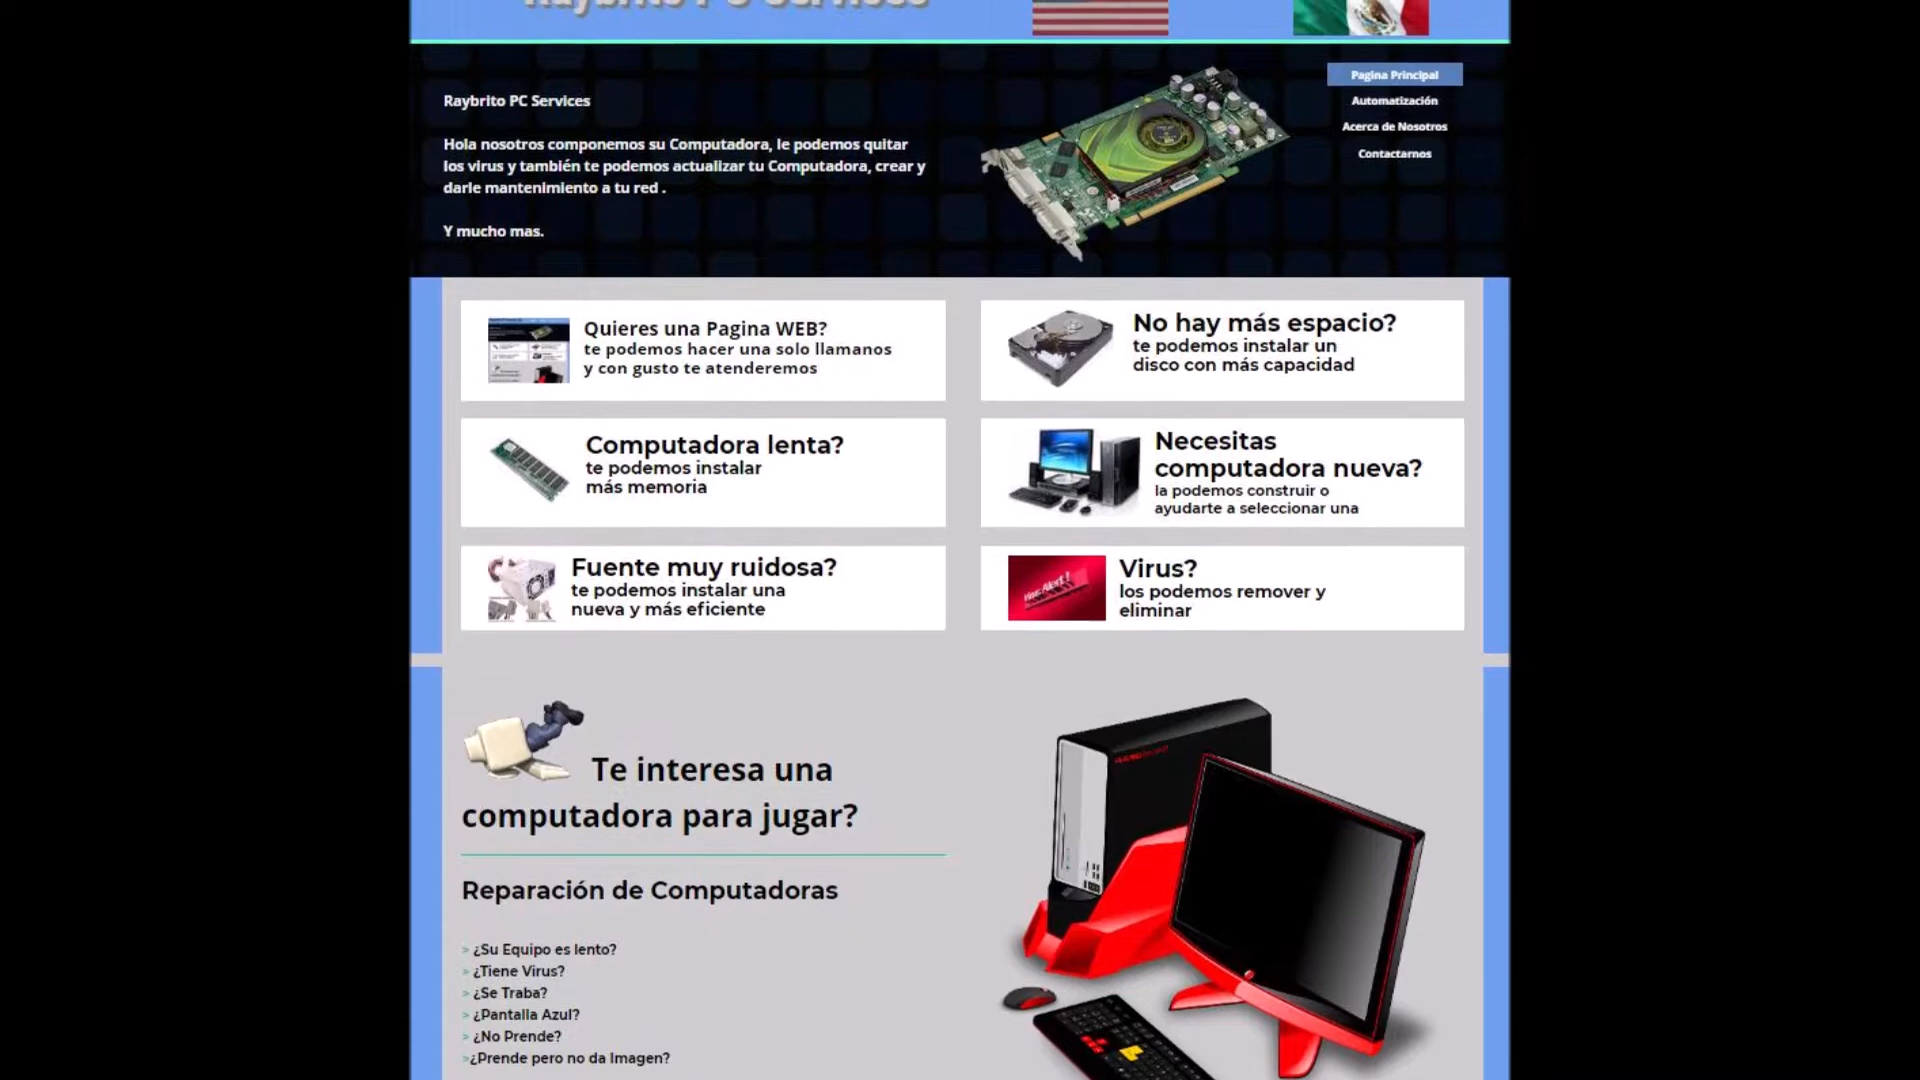 Raybrito PC Services
Pagina Principal
Automatización
Acerca de Nosotros
Contactarnos
Raybrito PC Services
Hola nosotros componemos su Computadora, le podemos quitar
los virus y también te podemos actualizar tu Computadora, crear y
darle mantenimiento a tu red .
Y mucho mas.
Quieres una Pagina WEB?
te podemos hacer una solo llamanos
y con gusto te atenderemos
No hay más espacio?
te podemos instalar un
disco con más capacidad
Computadora lenta?
te podemos instalar
más memoria
Necesitas
computadora nueva?
la podemos construir o
ayudarte a seleccionar una
Fuente muy ruidosa?
te podemos instalar una
nueva y más eficiente
Virus?
los podemos remover y
eliminar
Te interesa una
computadora para jugar?
Reparación de Computadoras
> ¿Su Equipo es lento?
> ¿Tiene Virus?
> ¿Se Traba?
> ¿Pantalla Azul?
> ¿No Prende?
>¿Prende pero no da Imagen?